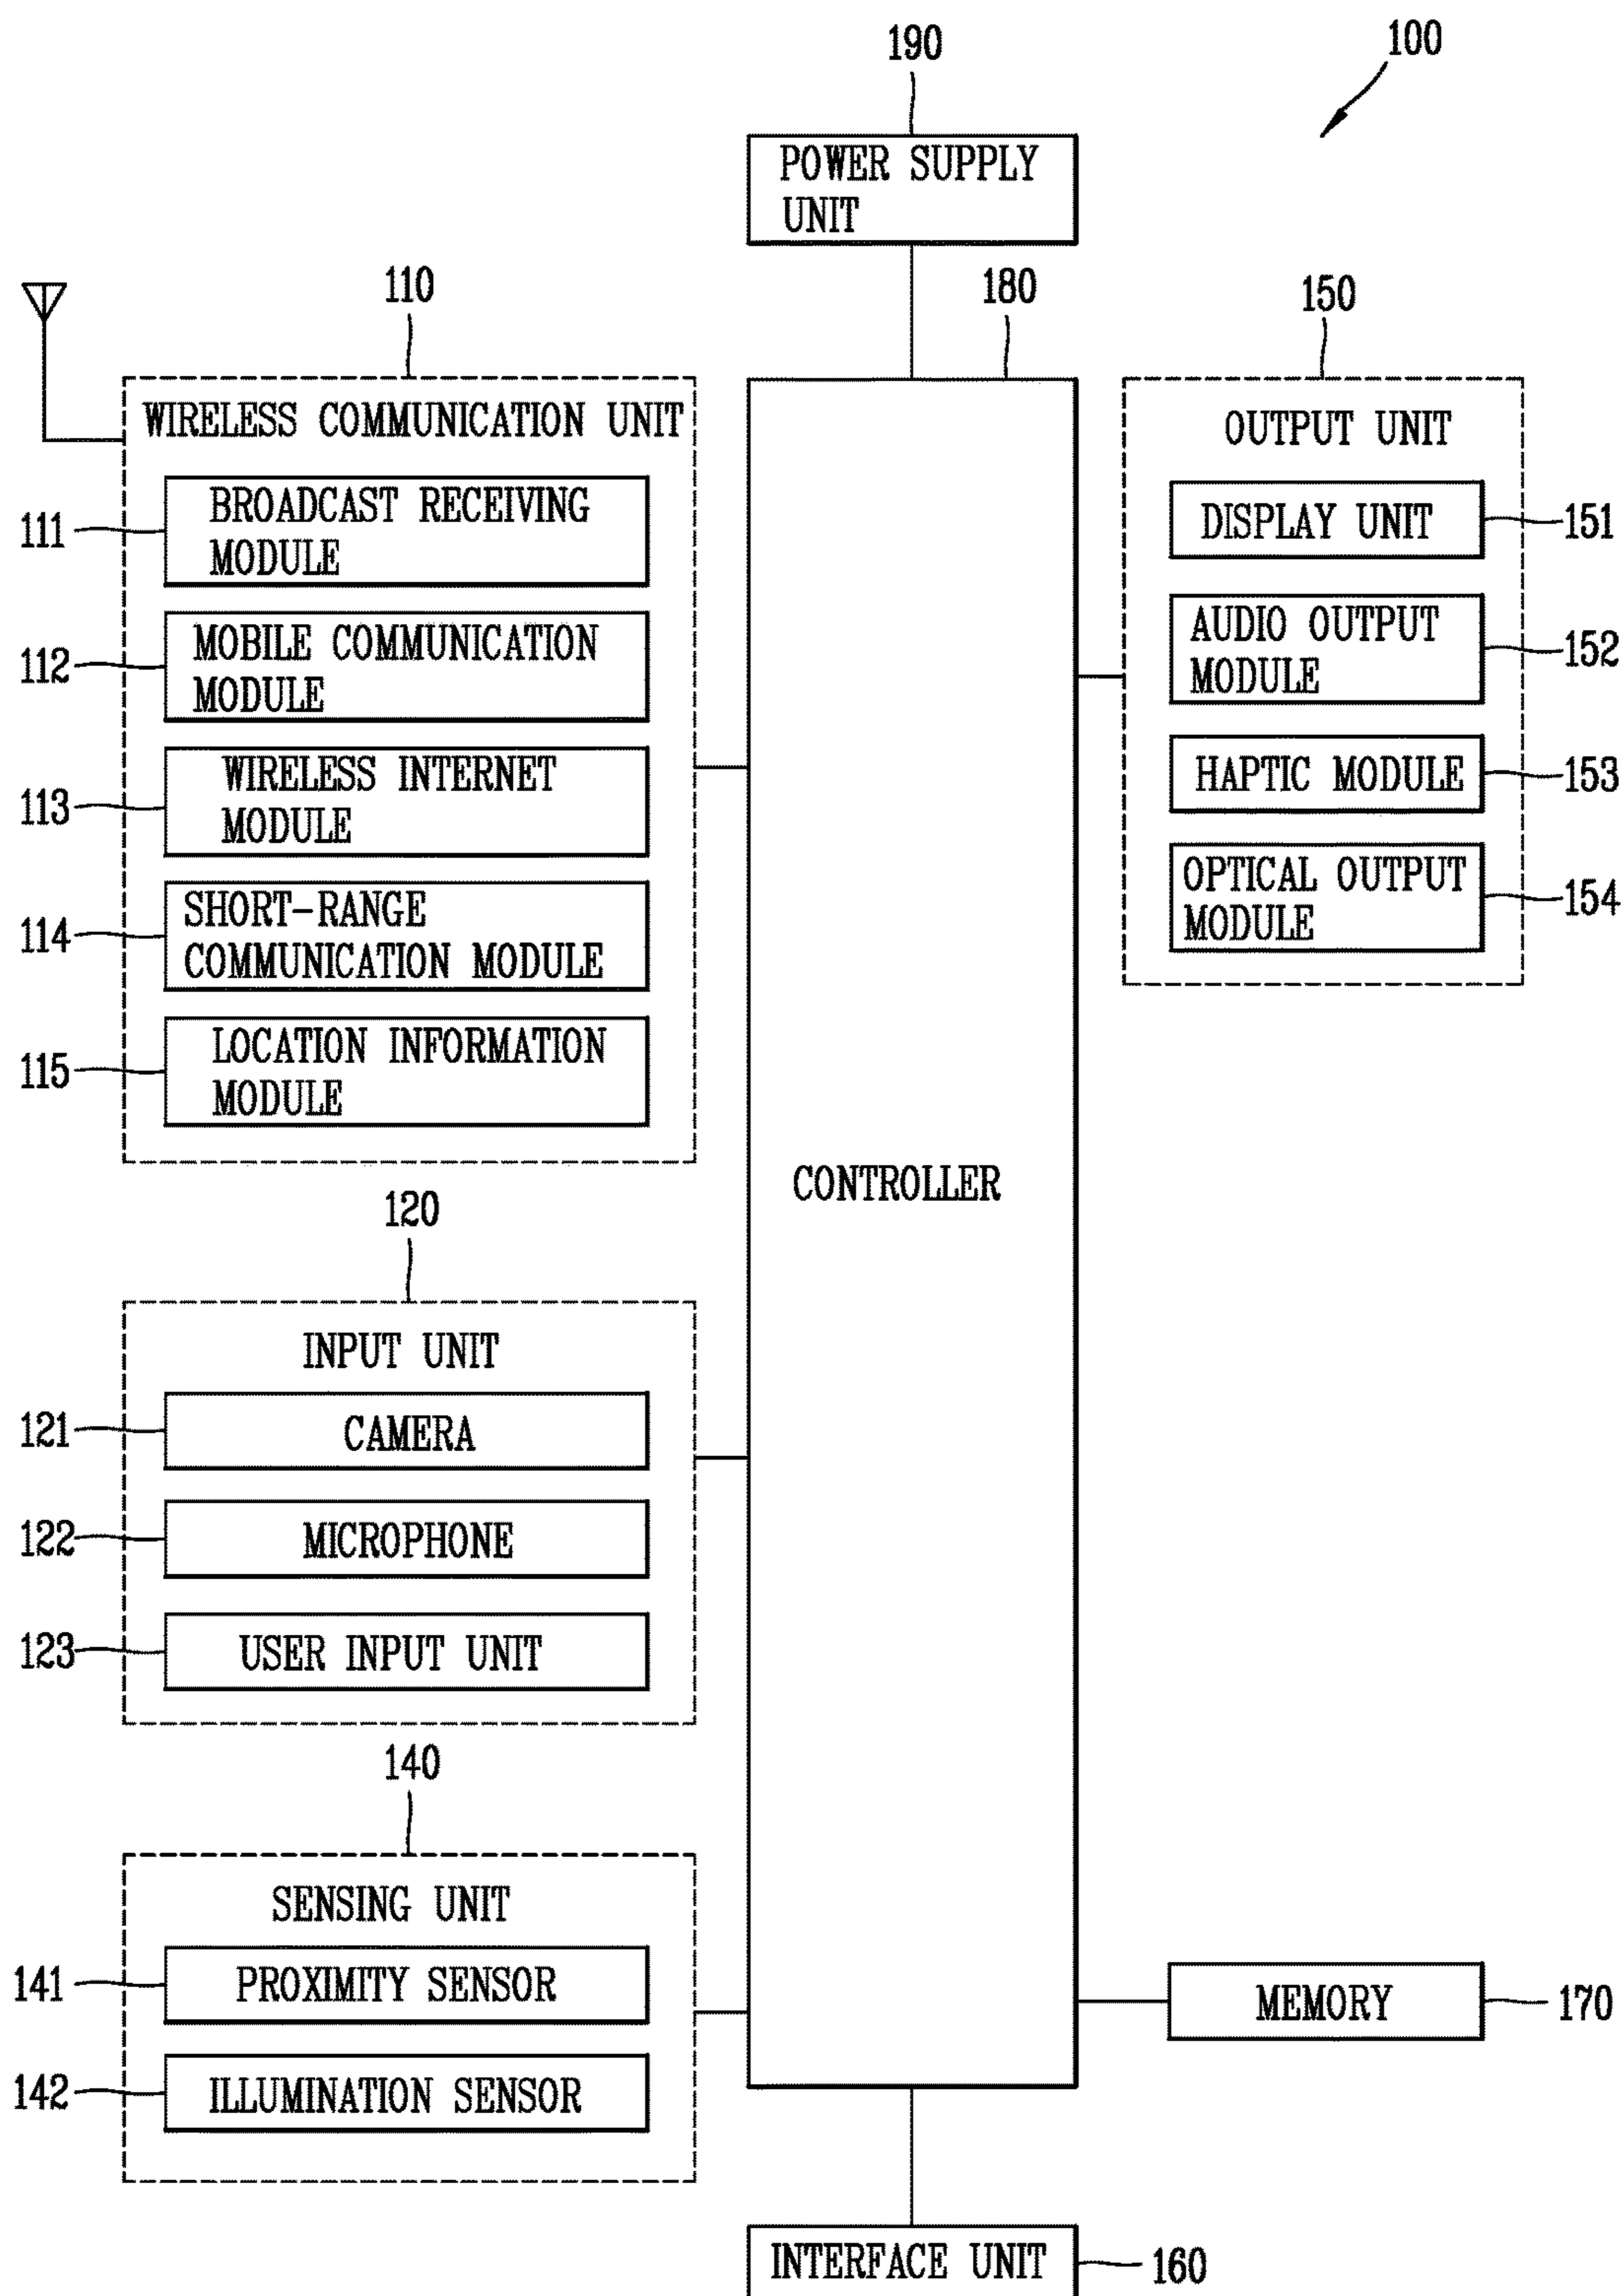 190
100
POWER SUPPLY
UNIT
110
180
150
WIRELESS COMMUNICATION UNIT
111
BROADCAST RECEIVING
MODULE
112
MOBILE COMMUNICATION
MODULE
113
WIRELESS INTERNET
MODULE
114
SHORT-RANGE
COMMUNICATION MODULE
115
LOCATION INFORMATION
MODULE
OUTPUT UNIT
DISPLAY UNIT
151
AUDIO OUTPUT
MODULE
152
HAPTIC MODULE
153
OPTICAL OUTPUT
MODULE
154
CONTROLLER
120
INPUT UNIT
121
CAMERA
122
MICROPHONE
123
USER INPUT UNIT
140
SENSING UNIT
141
PROXIMITY SENSOR
142
ILLUMINATION SENSOR
MEMORY
170
INTERFACE UNIT
160